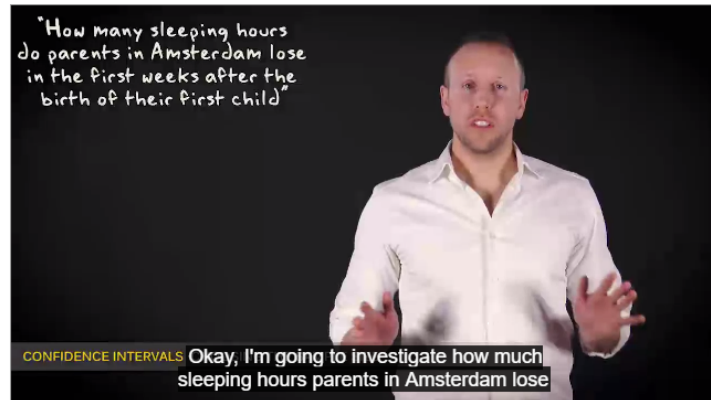 "How many sleeping hours
do parents in Amsterdam lose
in the first weeks after the
birth of their first child"
CONFIDENCE INTERVALS
Okay, I'm going to investigate how much
sleeping hours parents in Amsterdam lose